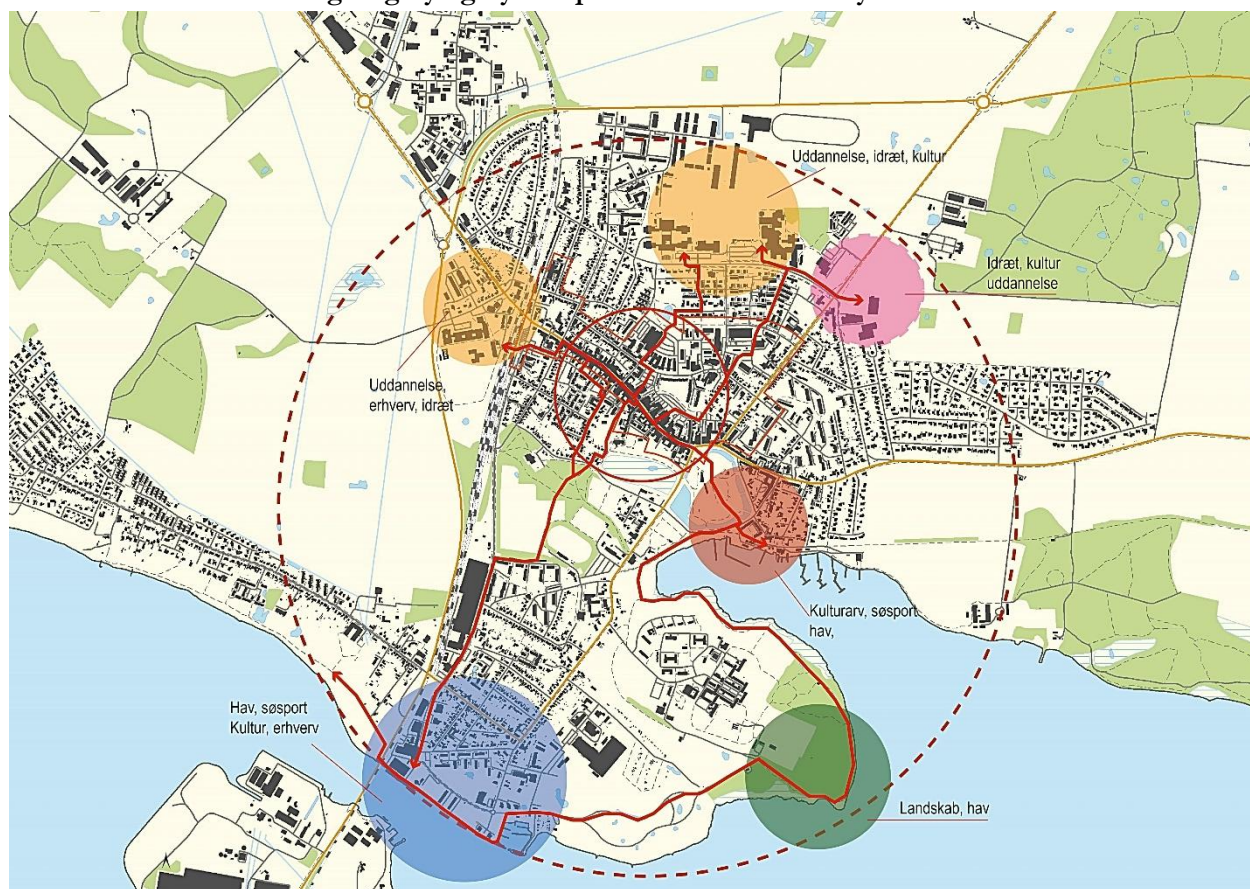 Uddannelse, idræt, kultur
Idræt, kultur
uddannelse
Uddannelse,
erhverv, idræt
Kulturarv, søsport
hav,
Hav, søsport
Kultur, erhverv
Landskab, hav